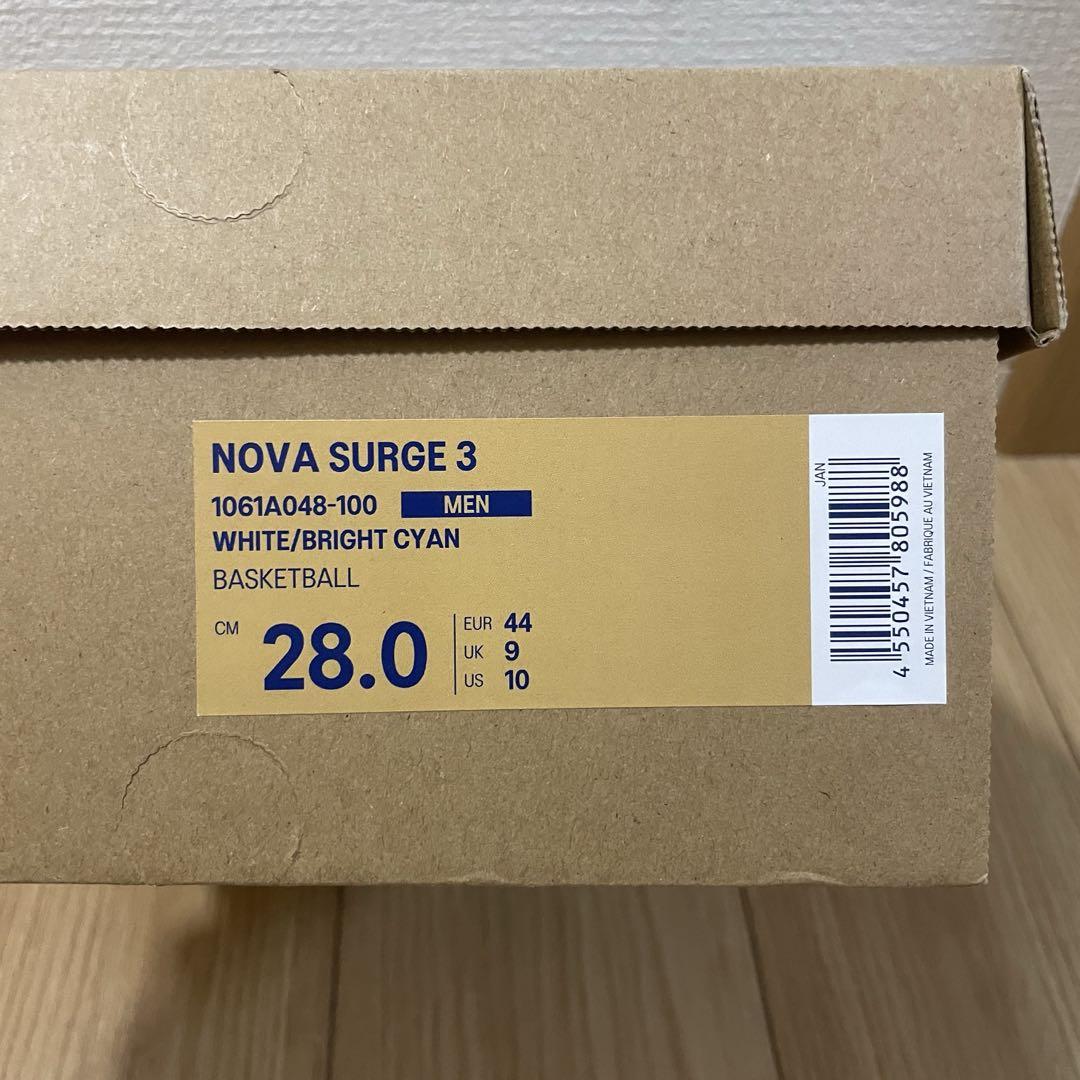 NOVA SURGE 3
1061A048-100 MEN
WHITE/BRIGHT CYAN
BASKETBALL
CM 28.0
EUR 44
UK 9
US 10
JAN
4 550457 805988
MADE IN VIETNAM / FABRIQUE AU VIETNAM